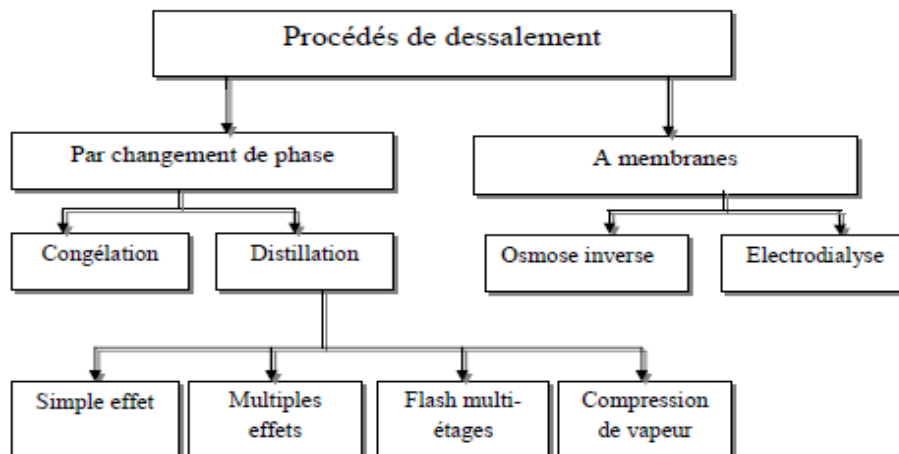 Procédés de dessalement
Par changement de phase
A membranes
Congélation
Distillation
Osmose inverse
Electrodialyse
Simple effet
Multiples
effets
Flash multi-
étages
Compression
de vapeur